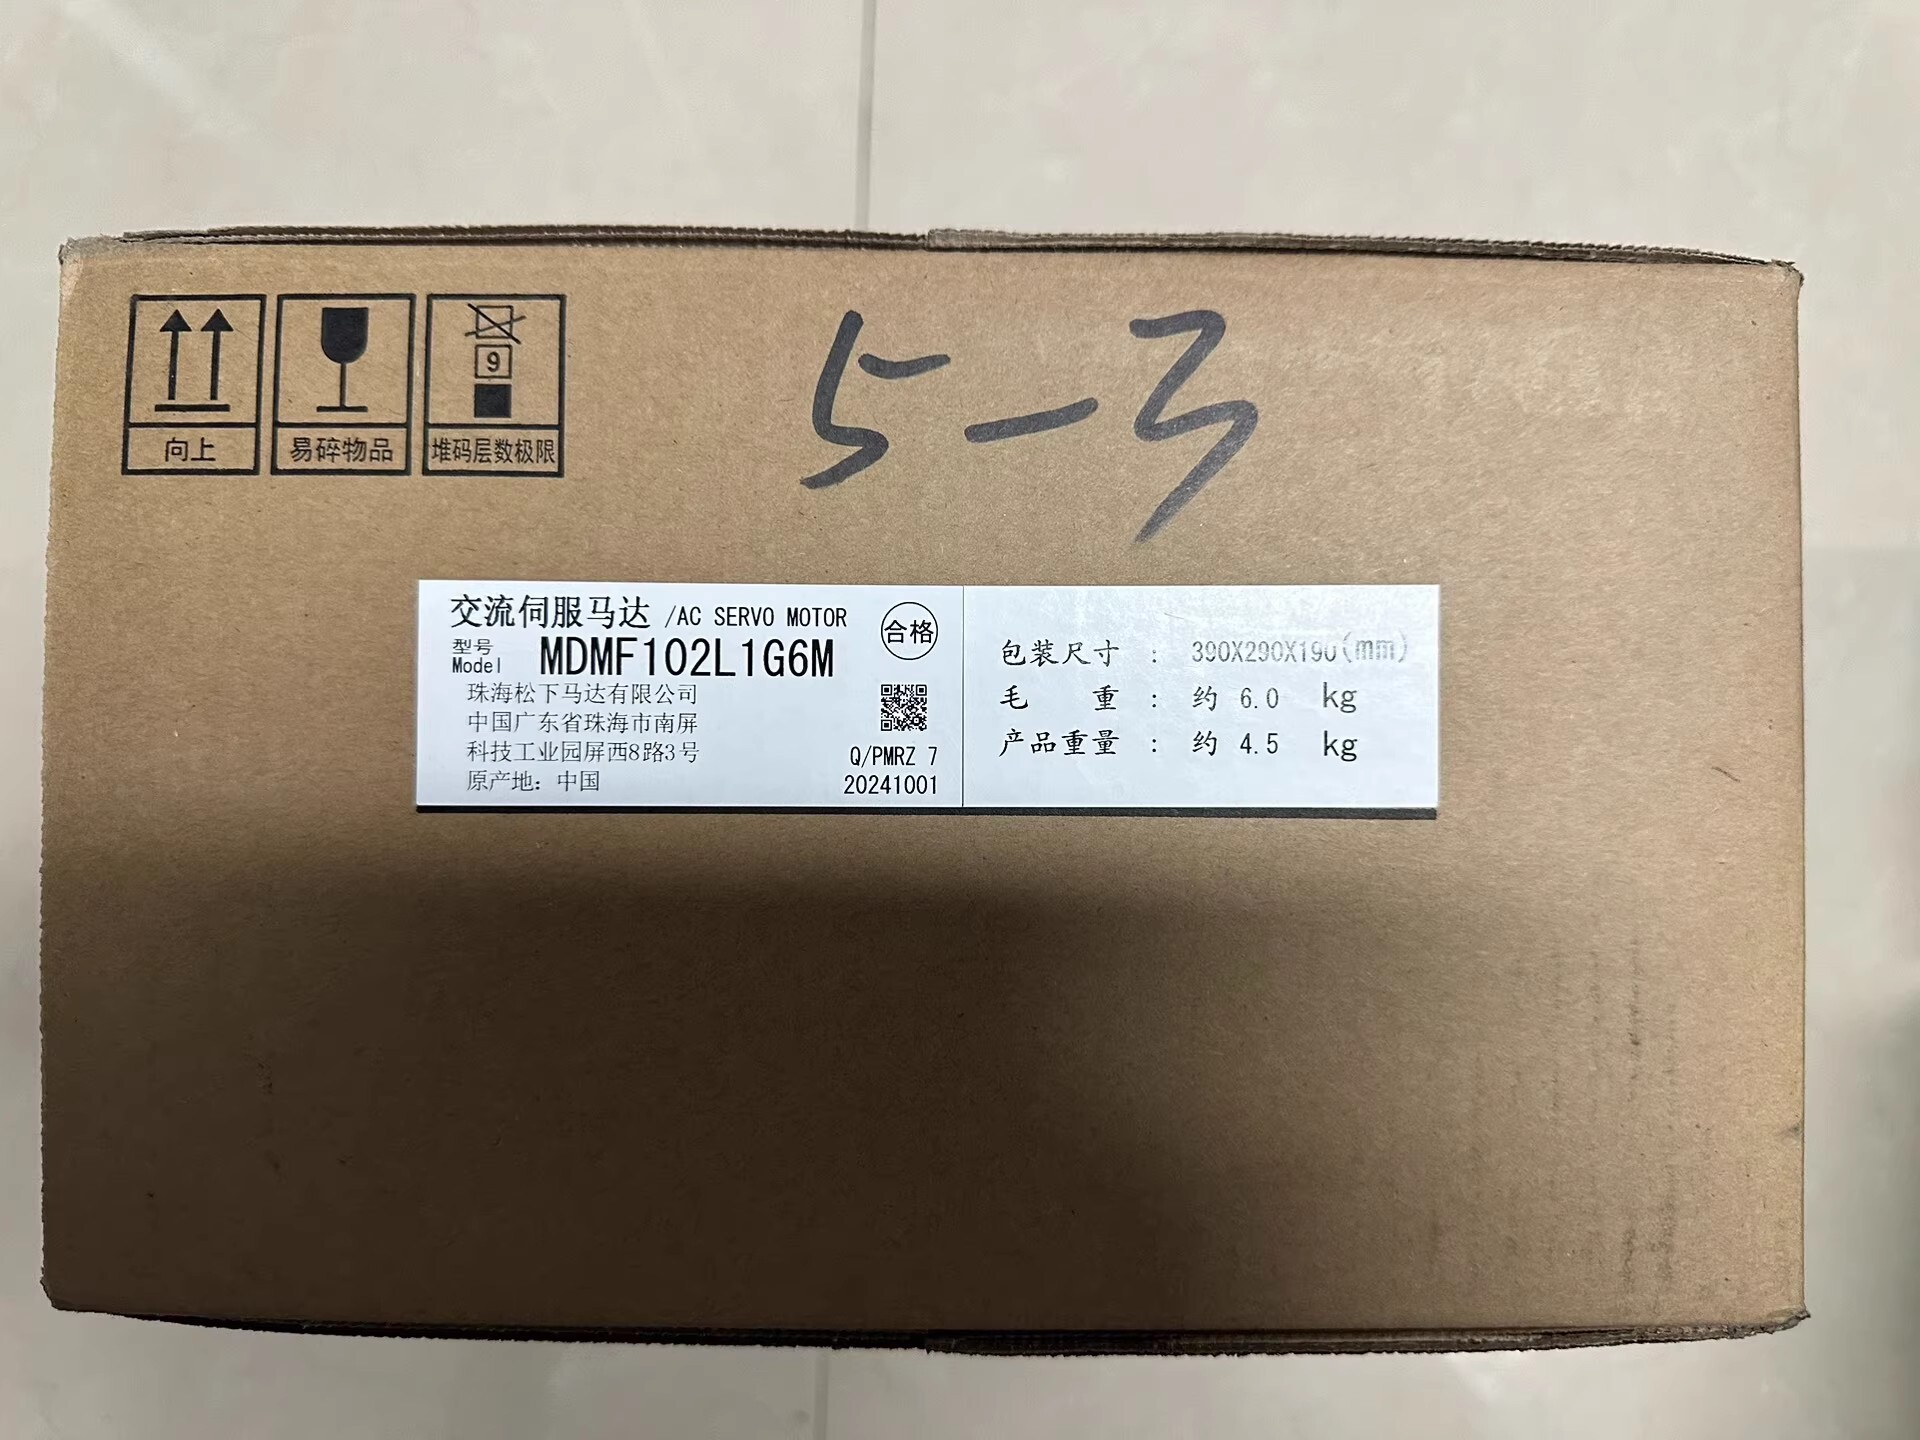 5-3
9
向上
易碎物品
堆码层数极限
交流伺服马达 /AC SERVO MOTOR
合格
型号
Model MDMF102L1G6M
珠海松下马达有限公司
中国广东省珠海市南屏
科技工业园屏西8路3号
原产地: 中国
Q/PMRZ 7
20241001
包装尺寸 : 390X290X190(mm)
毛 重 : 约 6.0 kg
产品重量 : 约 4.5 kg